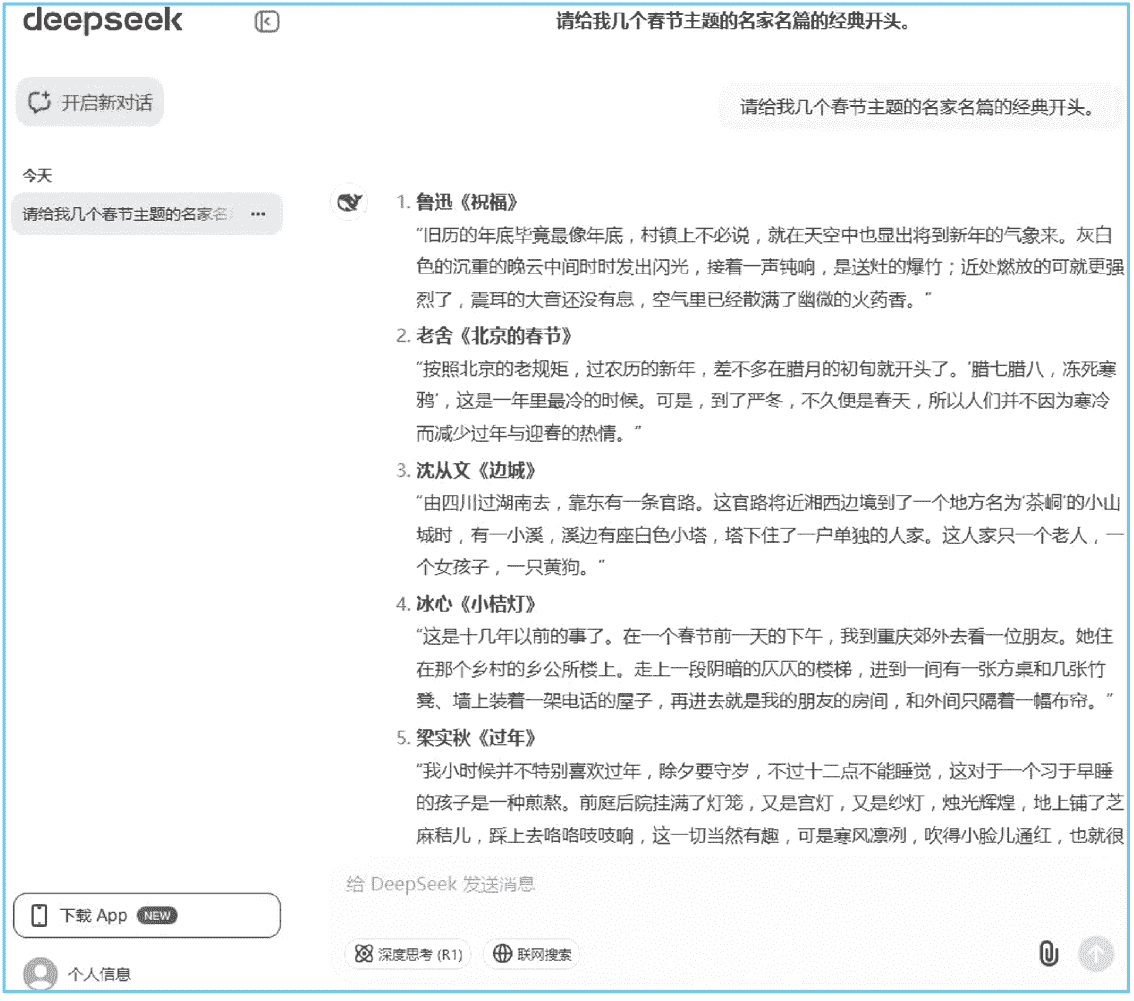 deepseek
请给我几个春节主题的名家名篇的经典开头。
开启新对话
请给我几个春节主题的名家名篇的经典开头。
今天
请给我几个春节主题的名家名
1. 鲁迅《祝福》
“旧历的年底毕竟最像年底，村镇上不必说，就在天空中也显出将到新年的气象来。灰白
色的沉重的晚云中间时时发出闪光，接着一声钝响，是送灶的爆竹；近处燃放的可就更强
烈了，震耳的大音还没有息，空气里已经散满了幽微的火药香。”
2. 老舍《北京的春节》
“按照北京的老规矩，过农历的新年，差不多在腊月的初旬就开头了。‘腊七腊八，冻死寒
鸦’，这是一年里最冷的时候。可是，到了严冬，不久便是春天，所以人们并不因为寒冷
而减少过年与迎春的热情。”
3. 沈从文《边城》
“由四川过湖南去，靠东有一条官路。这官路将近湘西边境到了一个地方名为‘茶峒’的小山
城时，有一小溪，溪边有座白色小塔，塔下住了一户单独的人家。这人家只一个老人，一
个女孩子，一只黄狗。”
4. 冰心《小桔灯》
“这是十几年以前的事了。在一个春节前一天的下午，我到重庆郊外去看一位朋友。她住
在那个乡村的乡公所楼上。走上一段阴暗的仄仄的楼梯，进到一间有一张方桌和几张竹
凳、墙上装着一架电话的屋子，再进去就是我的朋友的房间，和外间只隔着一幅布帘。”
5. 梁实秋《过年》
“我小时候并不特别喜欢过年，除夕要守岁，不过十二点不能睡觉，这对于一个习于早睡
的孩子是一种煎熬。前庭后院挂满了灯笼，又是宫灯，又是纱灯，烛光辉煌，地上铺了芝
麻秸儿，踩上去咯咯吱吱响，这一切当然有趣，可是寒风凛冽，吹得小脸儿通红，也就很
给 DeepSeek 发送消息
下载 App NEW
深度思考 (R1) 联网搜索
个人信息